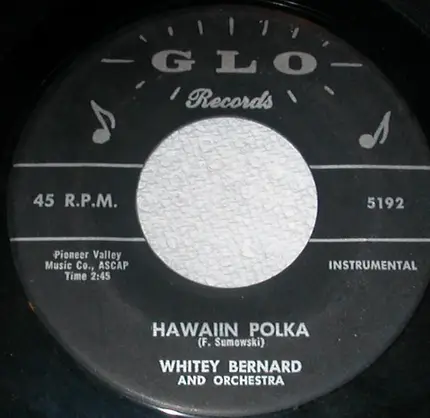 GLO
Records
45 R.P.M.
5192
Pioneer Valley
Music Co., ASCAP
Time 2:45
INSTRUMENTAL
HAWAIIN POLKA
(F. Sumowski)
WHITEY BERNARD
AND ORCHESTRA